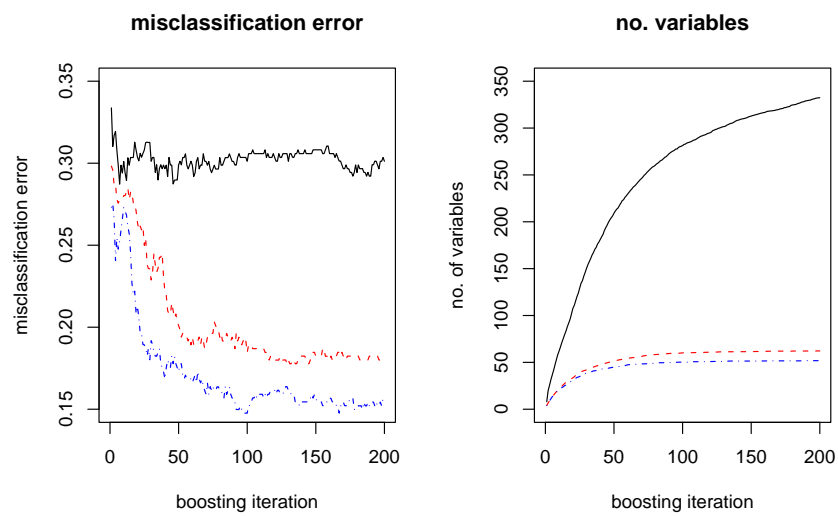 misclassification error
no. variables
misclassification error
0.15 0.20 0.25 0.30 0.35
0 50 100 150 200
boosting iteration
no. of variables
0 50 100 150 200 250 300 350
0 50 100 150 200
boosting iteration